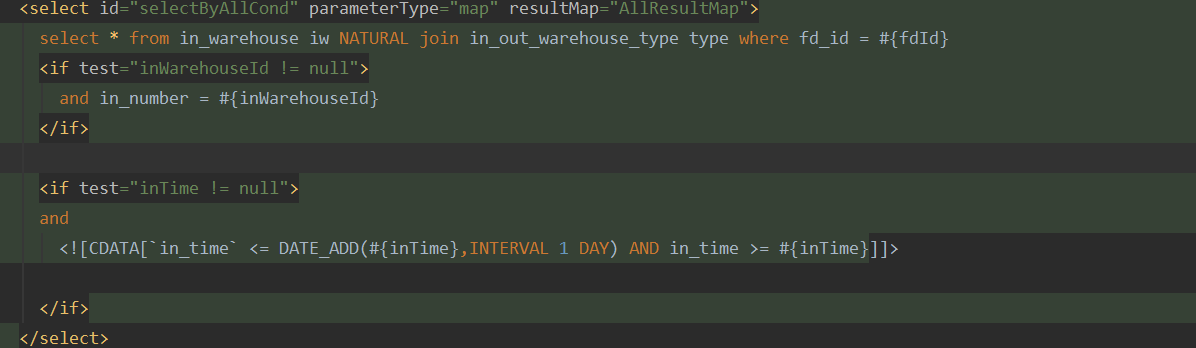 <select id="selectByAllCond" parameterType="map" resultMap="AllResultMap">
select * from in_warehouse iw NATURAL join in_out_warehouse_type type where fd_id = #{fdId}
<if test="inWarehouseId != null">
and in_number = #{inWarehouseId}
</if>
<if test="inTime != null">
and
<![CDATA[`in_time` <= DATE_ADD(#{inTime},INTERVAL 1 DAY) AND in_time >= #{inTime}]]>
</if>
</select>